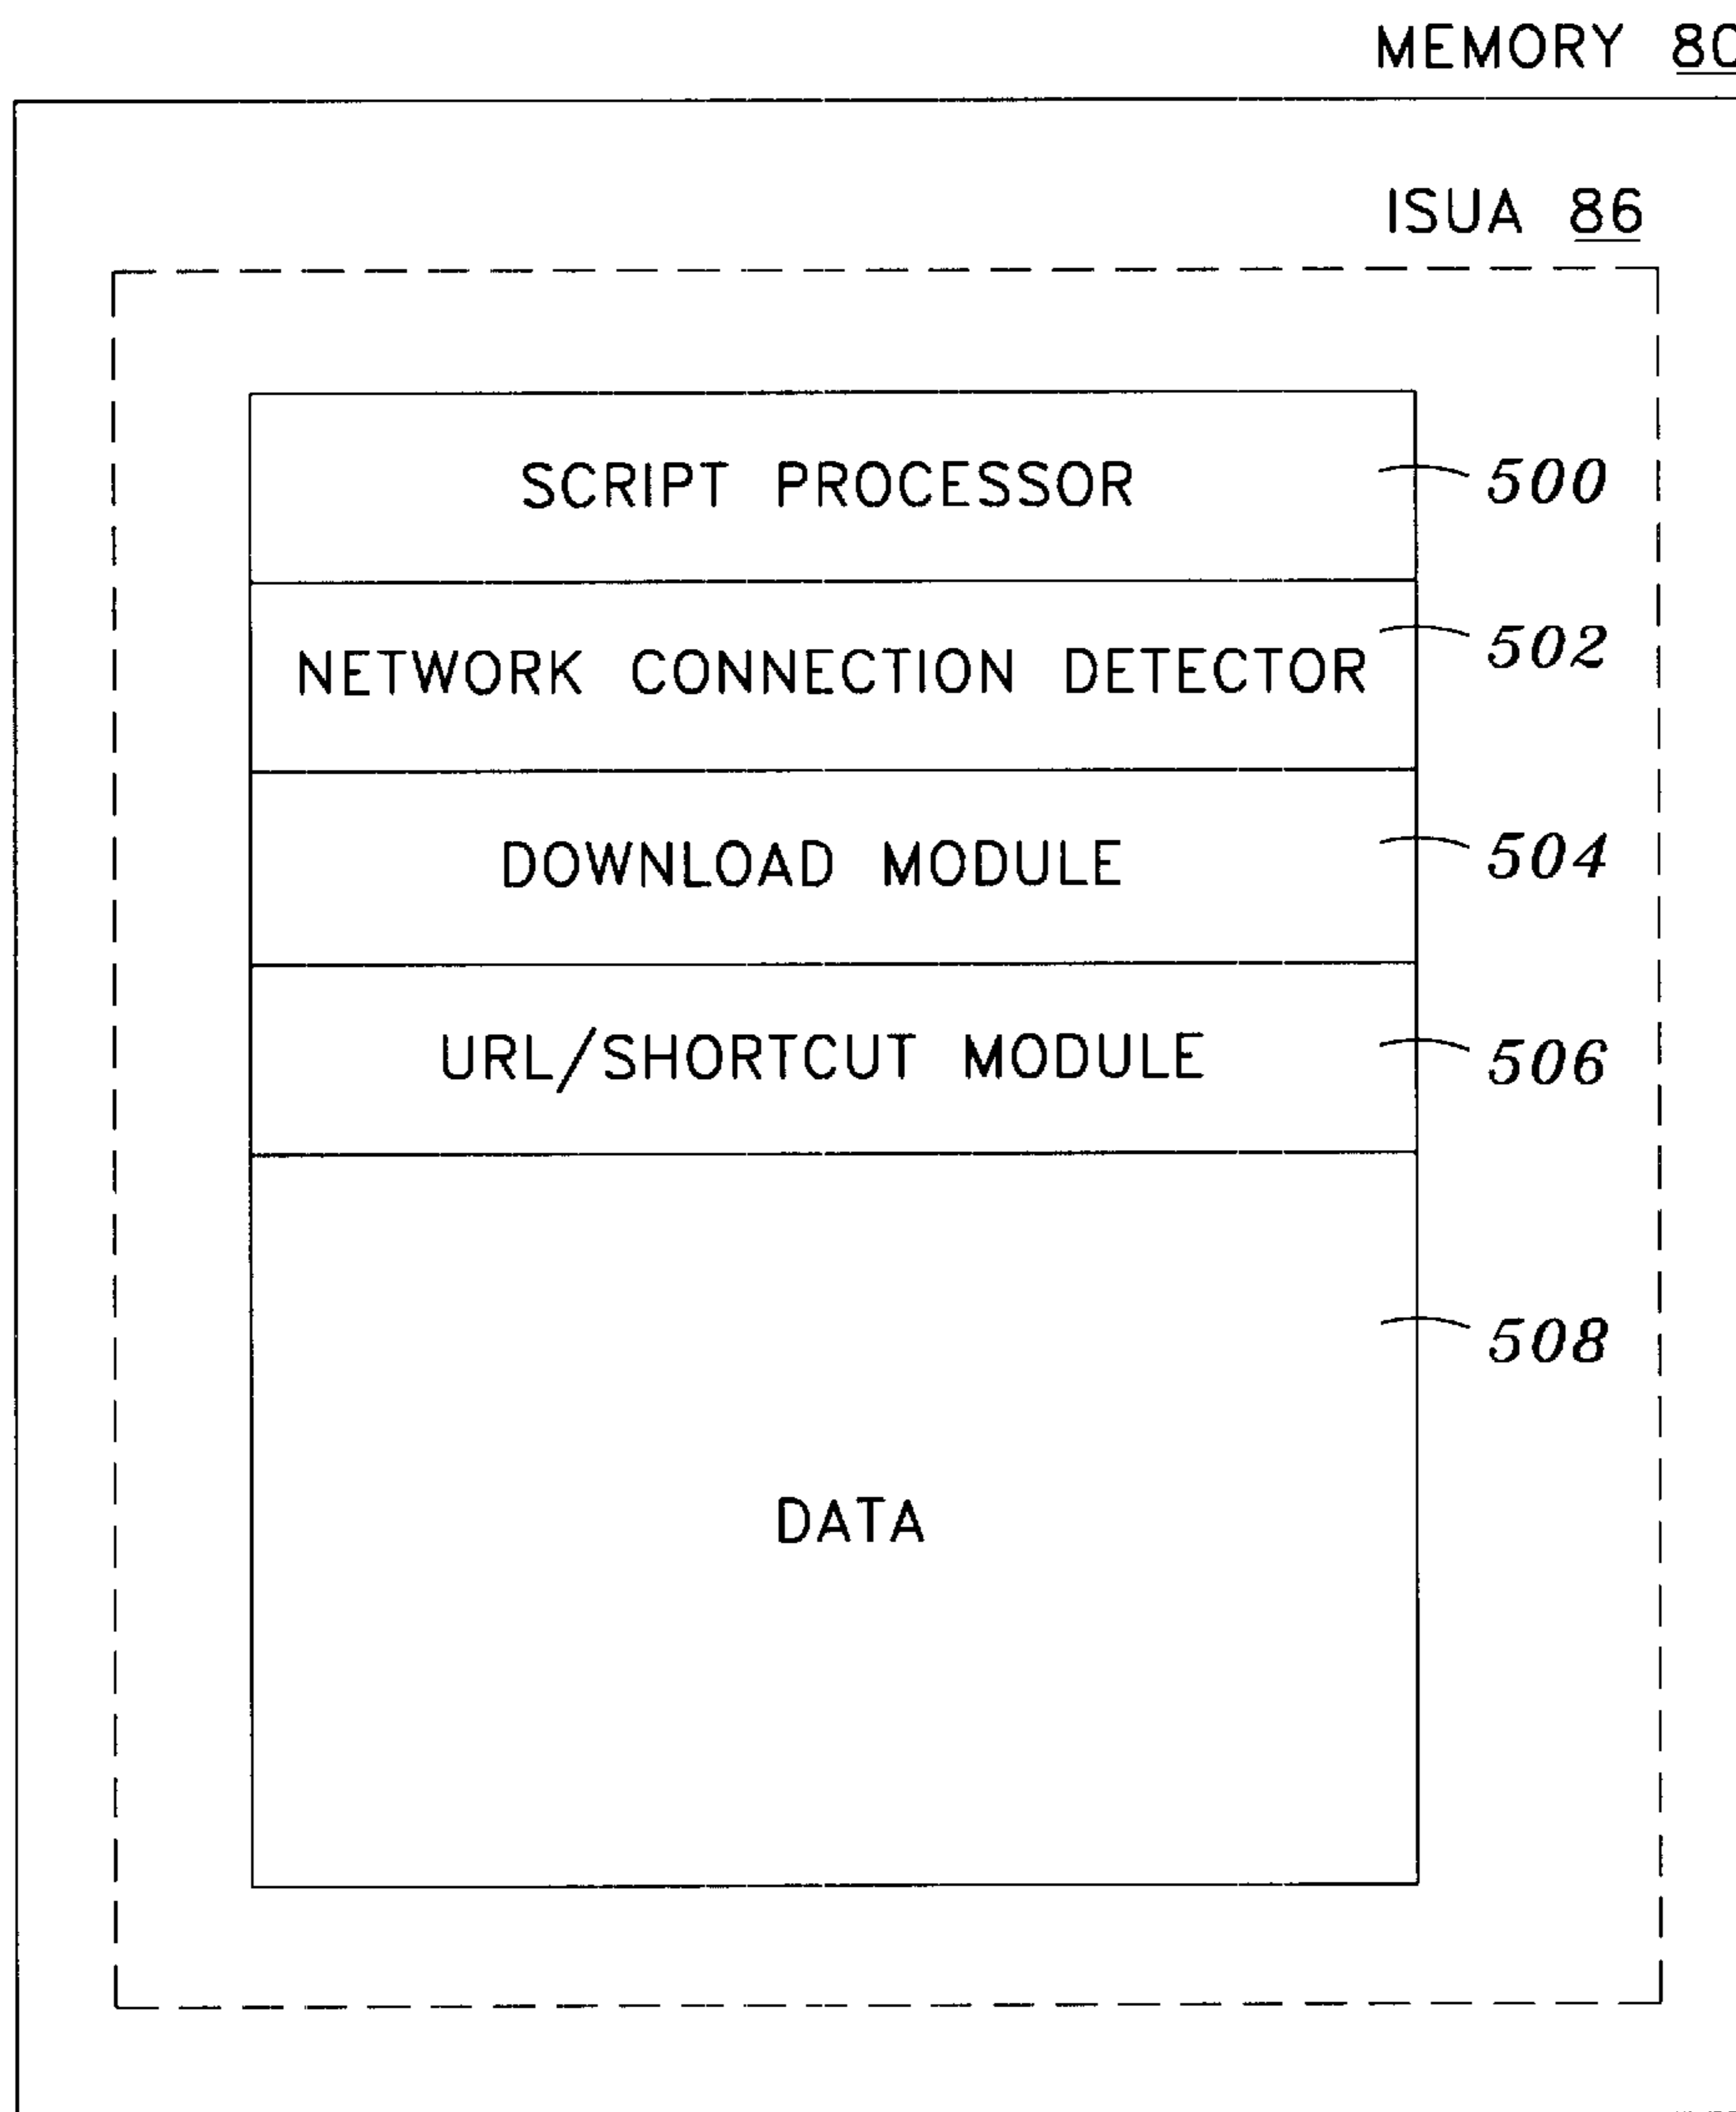 MEMORY 80
ISUA 86
SCRIPT PROCESSOR 500
NETWORK CONNECTION DETECTOR 502
DOWNLOAD MODULE 504
URL/SHORTCUT MODULE 506
508
DATA